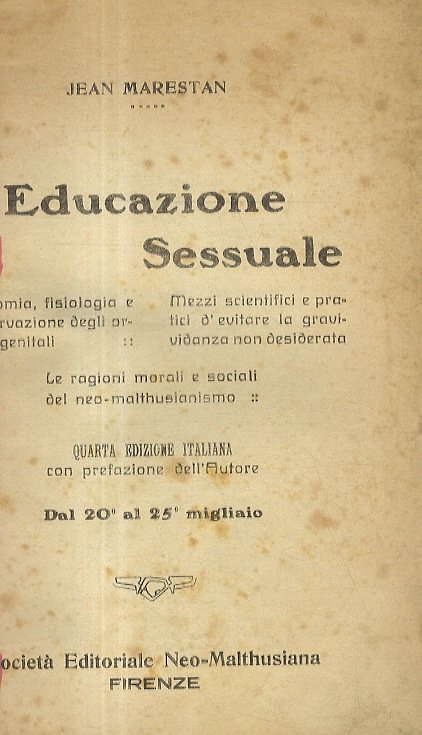 JEAN MARESTAN
Educazione
Sessuale
omia, fisiologia e
rvazione degli or-
genitali ::
Mezzi scientifici e pra-
tici d'evitare la gravi-
vidanza non desiderata
Le ragioni morali e sociali
del neo-malthusianismo ::
QUARTA EDIZIONE ITALIANA
con prefazione dell'Autore
Dal 20° al 25° migliaio
ocietà Editoriale Neo-Malthusiana
FIRENZE